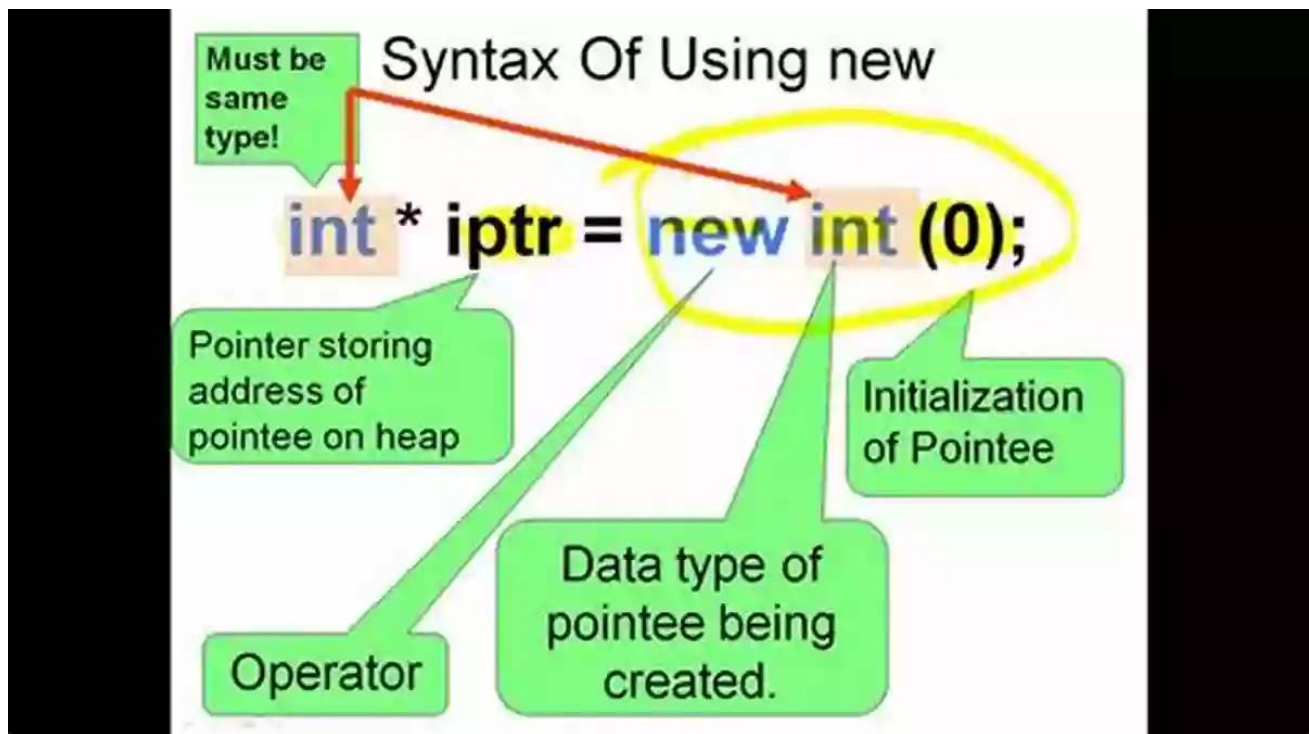 Syntax Of Using new
Must be
same
type!
int * iptr = new int (0);
Pointer storing
address of
pointee on heap
Initialization
of Pointee
Data type of
pointee being
created.
Operator